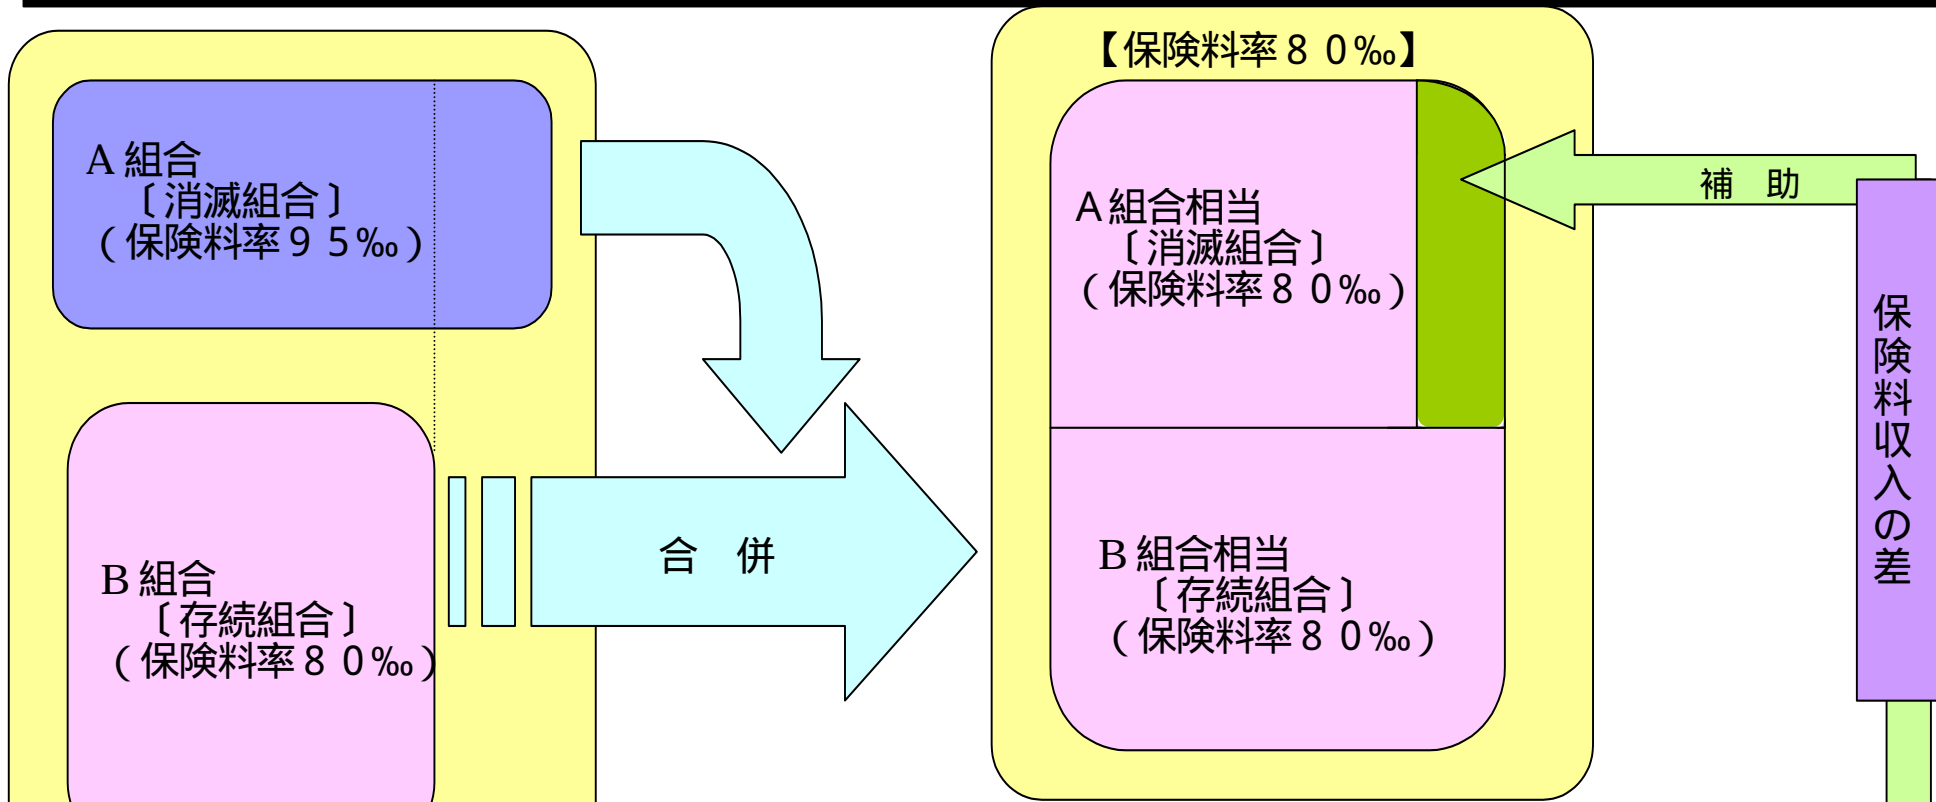 A 組合
〔消滅組合〕
（保険料率９５‰）
B 組合
〔存続組合〕
（保険料率８０‰）
合　併
【保険料率８０‰】
A組合相当
〔消滅組合〕
（保険料率８０‰）
B 組合相当
〔存続組合〕
（保険料率８０‰）
補　助
保険料収入の差